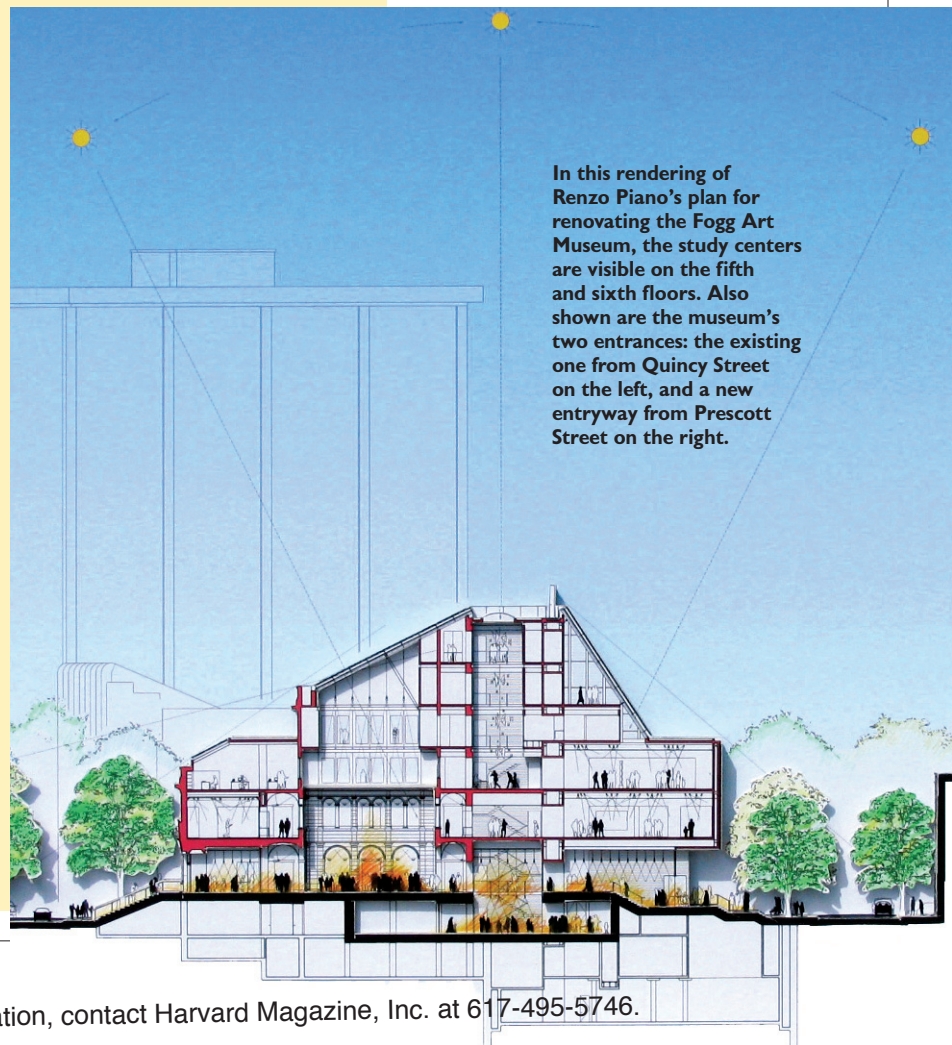 In this rendering of
Renzo Piano’s plan for
renovating the Fogg Art
Museum, the study centers
are visible on the fifth
and sixth floors. Also
shown are the museum’s
two entrances: the existing
one from Quincy Street
on the left, and a new
entryway from Prescott
Street on the right.
contact Harvard Magazine, Inc. at 617-495-5746.